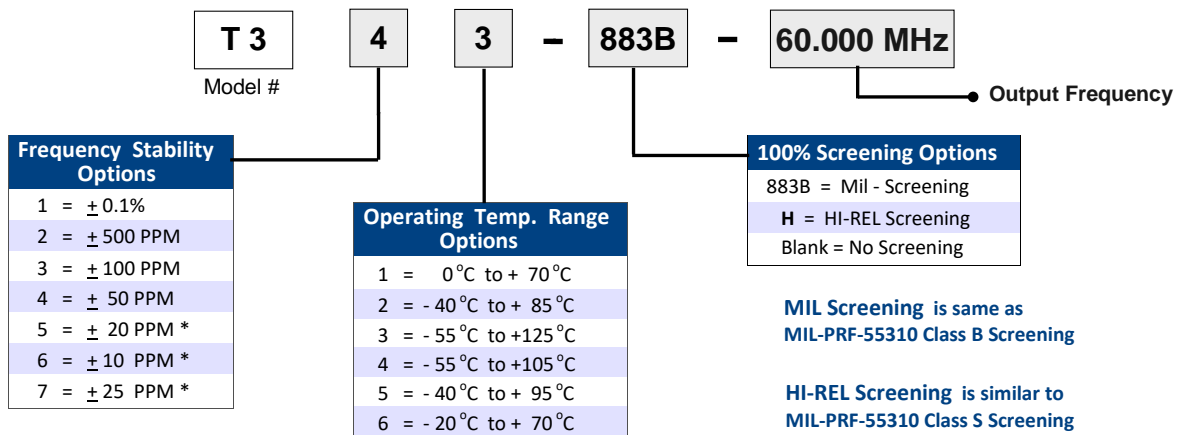 T 3 4 3 – 883B – 60.000 MHz
Model #
Output Frequency
Frequency Stability
Options
1 = ± 0.1%
2 = ± 500 PPM
3 = ± 100 PPM
4 = ± 50 PPM
5 = ± 20 PPM *
6 = ± 10 PPM *
7 = ± 25 PPM *
Operating Temp. Range
Options
1 = 0 °C to + 70 °C
2 = - 40 °C to + 85 °C
3 = - 55 °C to +125 °C
4 = - 55 °C to +105 °C
5 = - 40 °C to + 95 °C
6 = - 20 °C to + 70 °C
100% Screening Options
883B = Mil - Screening
H = HI-REL Screening
Blank = No Screening
MIL Screening is same as
MIL-PRF-55310 Class B Screening
HI-REL Screening is similar to
MIL-PRF-55310 Class S Screening